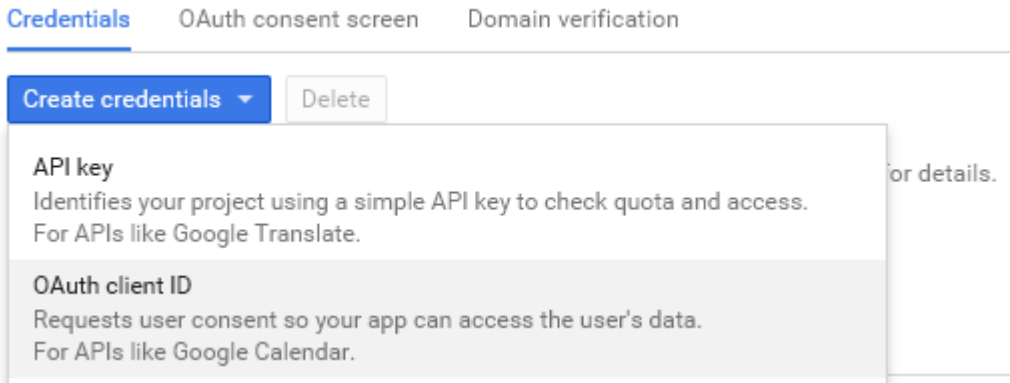 Credentials OAuth consent screen Domain verification
Create credentials Delete
API key
for details.
Identifies your project using a simple API key to check quota and access.
For APIs like Google Translate.
OAuth client ID
Requests user consent so your app can access the user's data.
For APIs like Google Calendar.